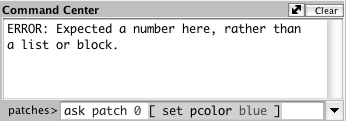 Command Center
Clear
ERROR: Expected a number here, rather than
a list or block.
patches> ask patch 0 [ set pcolor blue ]